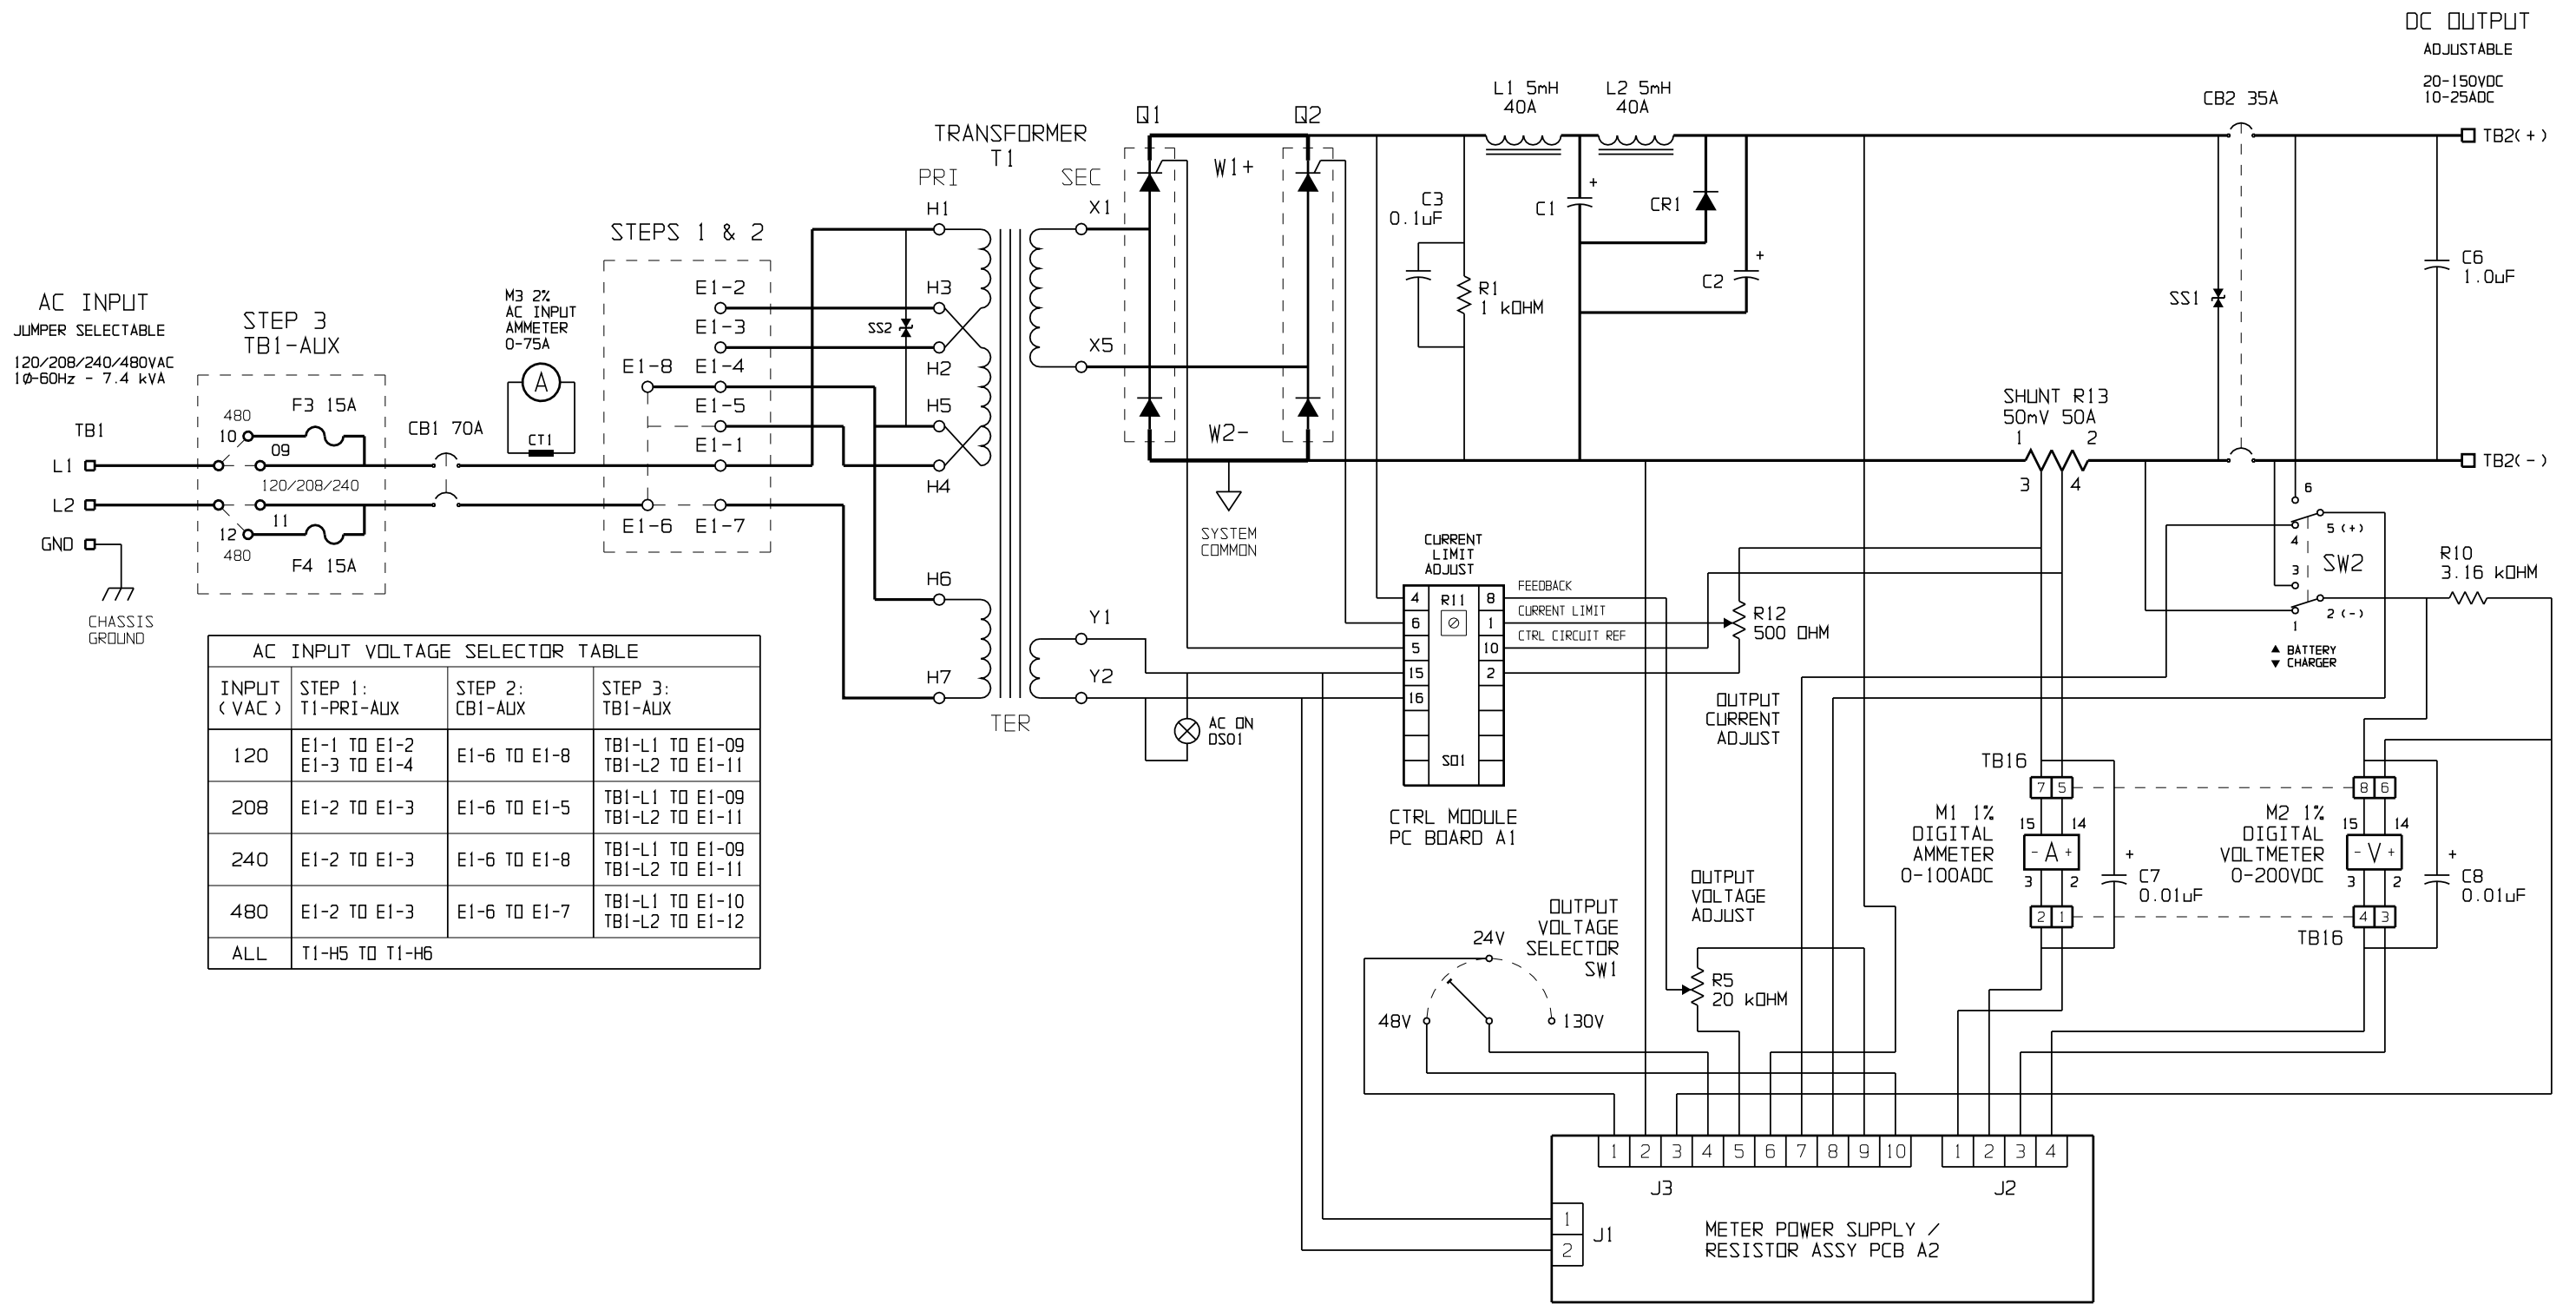 DC OUTPUT
ADJUSTABLE
20-150VDC
10-25ADC
TB2(+)
CB2 35A
L1 5mH
40A
L2 5mH
40A
Q1
Q2
W1+
W2-
TRANSFORMER
T1
PRI
SEC
TER
H1
H3
H2
H5
H4
H6
H7
X1
X5
Y1
Y2
SS2
STEPS 1 & 2
E1-2
E1-3
E1-8
E1-4
E1-5
E1-1
E1-6
E1-7
M3 2%
AC INPUT
AMMETER
0-75A
A
CT1
CB1 70A
AC INPUT
JUMPER SELECTABLE
120/208/240/480VAC
1Ø-60Hz - 7.4 kVA
STEP 3
TB1-AUX
480
10
F3 15A
09
120/208/240
11
12
480
F4 15A
TB1
L1
L2
GND
CHASSIS
GROUND
C3
0.1uF
R1
1 kOHM
C1
+
CR1
C2
+
SS1
C6
1.0uF
SHUNT R13
50mV 50A
1
2
3
4
TB2(-)
SYSTEM
COMMON
6
5 (+)
4
3
SW2
2 (-)
1
▲ BATTERY
▼ CHARGER
R10
3.16 kOHM
CURRENT
LIMIT
ADJUST
4
R11
8
FEEDBACK
6
1
CURRENT LIMIT
5
10
CTRL CIRCUIT REF
15
2
16
SO1
CTRL MODULE
PC BOARD A1
R12
500 OHM
OUTPUT
CURRENT
ADJUST
AC ON
DS01
AC INPUT VOLTAGE SELECTOR TABLE
INPUT
(VAC)
STEP 1:
T1-PRI-AUX
STEP 2:
CB1-AUX
STEP 3:
TB1-AUX
120
E1-1 TO E1-2
E1-3 TO E1-4
E1-6 TO E1-8
TB1-L1 TO E1-09
TB1-L2 TO E1-11
208
E1-2 TO E1-3
E1-6 TO E1-5
TB1-L1 TO E1-09
TB1-L2 TO E1-11
240
E1-2 TO E1-3
E1-6 TO E1-8
TB1-L1 TO E1-09
TB1-L2 TO E1-11
480
E1-2 TO E1-3
E1-6 TO E1-7
TB1-L1 TO E1-10
TB1-L2 TO E1-12
ALL
T1-H5 TO T1-H6
TB16
7 5
M1 1%
DIGITAL
AMMETER
0-100ADC
15
14
- A +
3
2
2 1
+
C7
0.01uF
8 6
M2 1%
DIGITAL
VOLTMETER
0-200VDC
15
14
- V +
3
2
4 3
TB16
+
C8
0.01uF
OUTPUT
VOLTAGE
ADJUST
R5
20 kOHM
OUTPUT
VOLTAGE
SELECTOR
SW1
24V
48V
130V
1 2 3 4 5 6 7 8 9 10
J3
1 2 3 4
J2
1
2
J1
METER POWER SUPPLY /
RESISTOR ASSY PCB A2